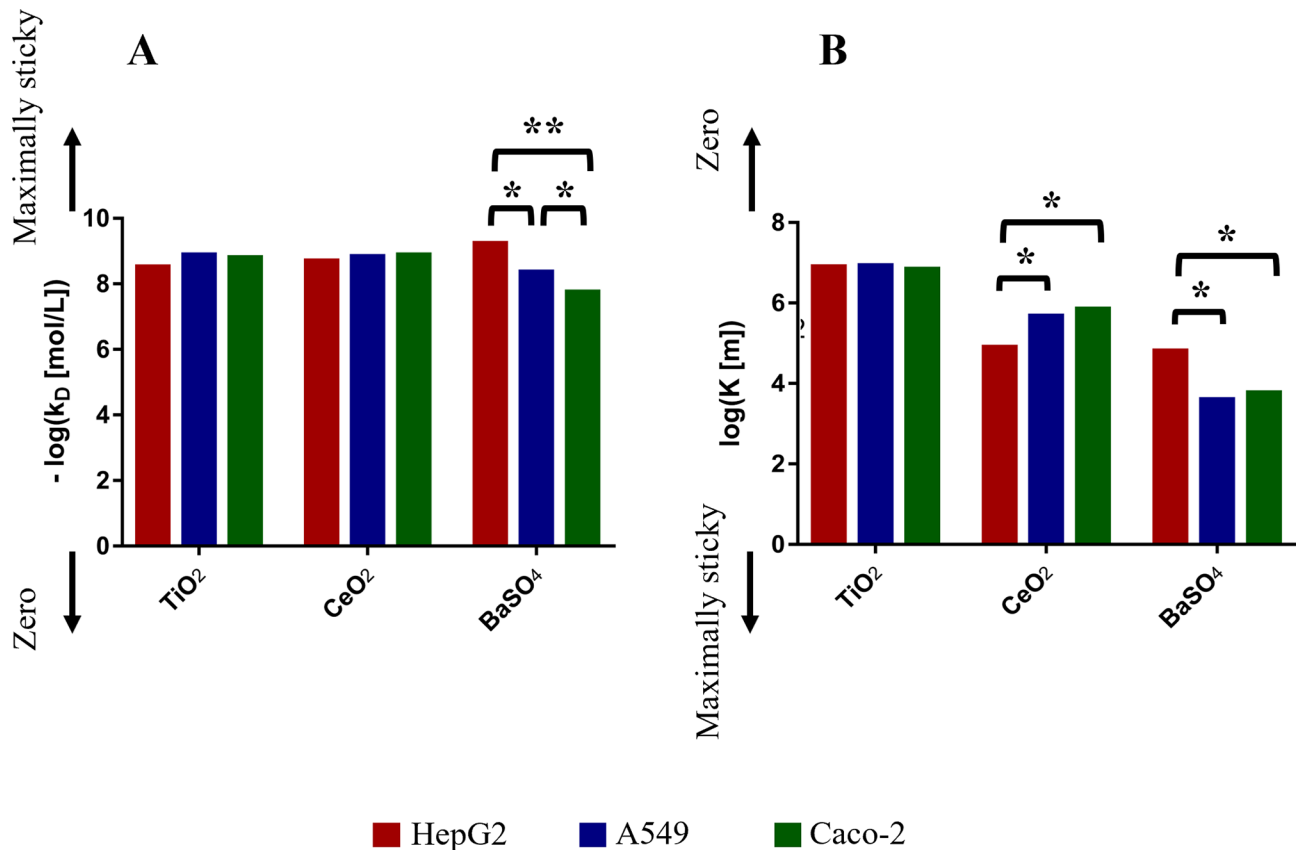 A
B
Maximally sticky
Zero
** 
* *
*
*
*
*
10
8
6
4
2
0
- log(k_D [mol/L])
TiO2
CeO2
BaSO4
Zero
8
6
4
2
0
log(K [m])
TiO2
CeO2
BaSO4
Maximally sticky
HepG2 A549 Caco-2